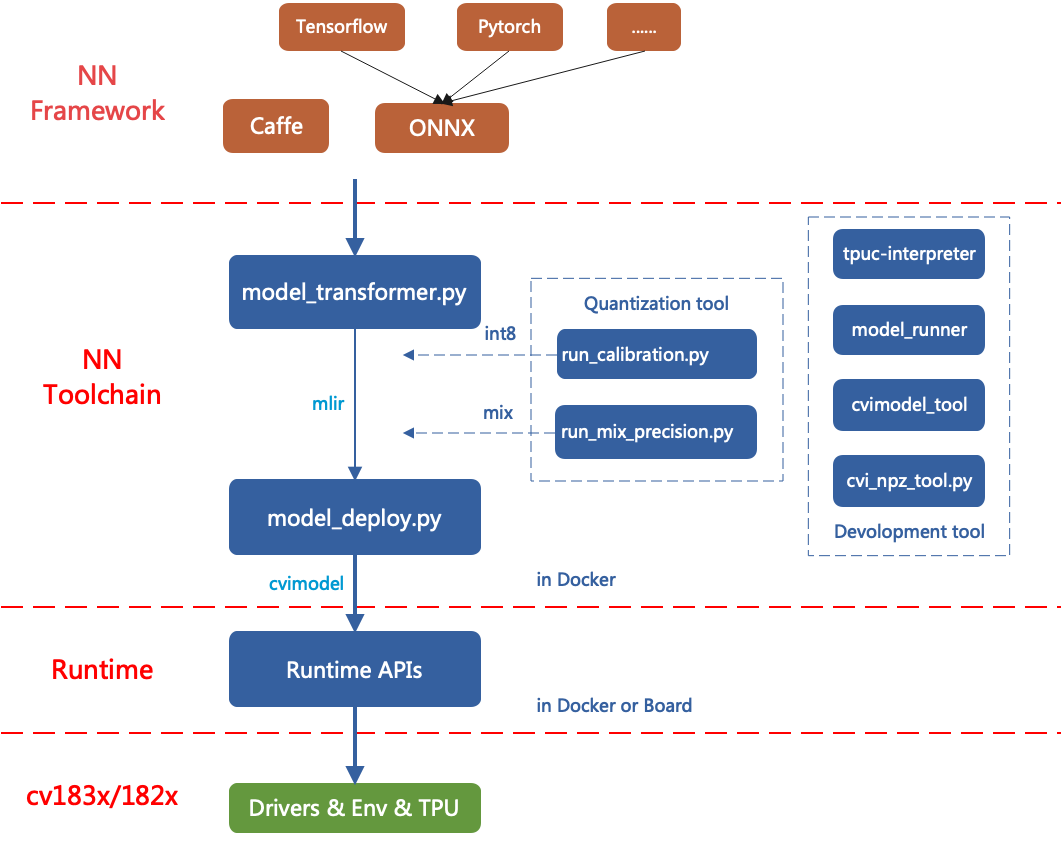 Tensorflow
Pytorch
......
NN
Framework
Caffe
ONNX
NN
Toolchain
model_transformer.py
mlir
int8
mix
Quantization tool
run_calibration.py
run_mix_precision.py
tpuc-interpreter
model_runner
cvimodel_tool
cvi_npz_tool.py
Devolopment tool
model_deploy.py
cvimodel
in Docker
Runtime
Runtime APIs
in Docker or Board
cv183x/182x
Drivers & Env & TPU